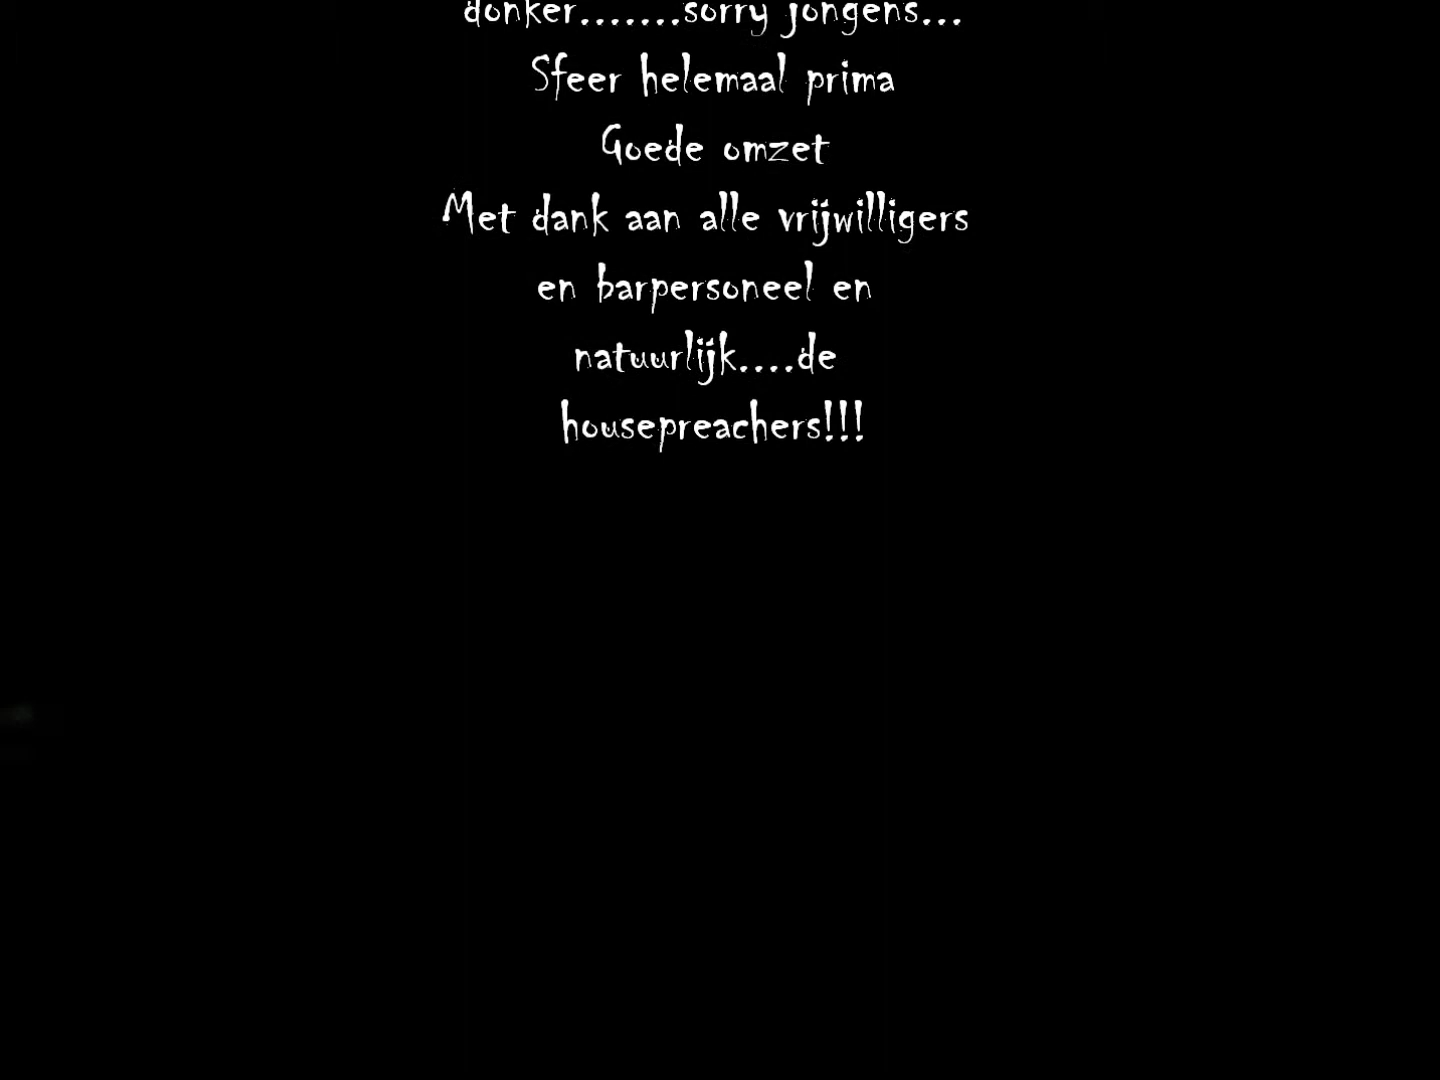 donker.......sorry jongens...
Sfeer helemaal prima
Goede omzet
Met dank aan alle vrijwilligers
en barpersoneel en
natuurlijk....de
housepreachers!!!